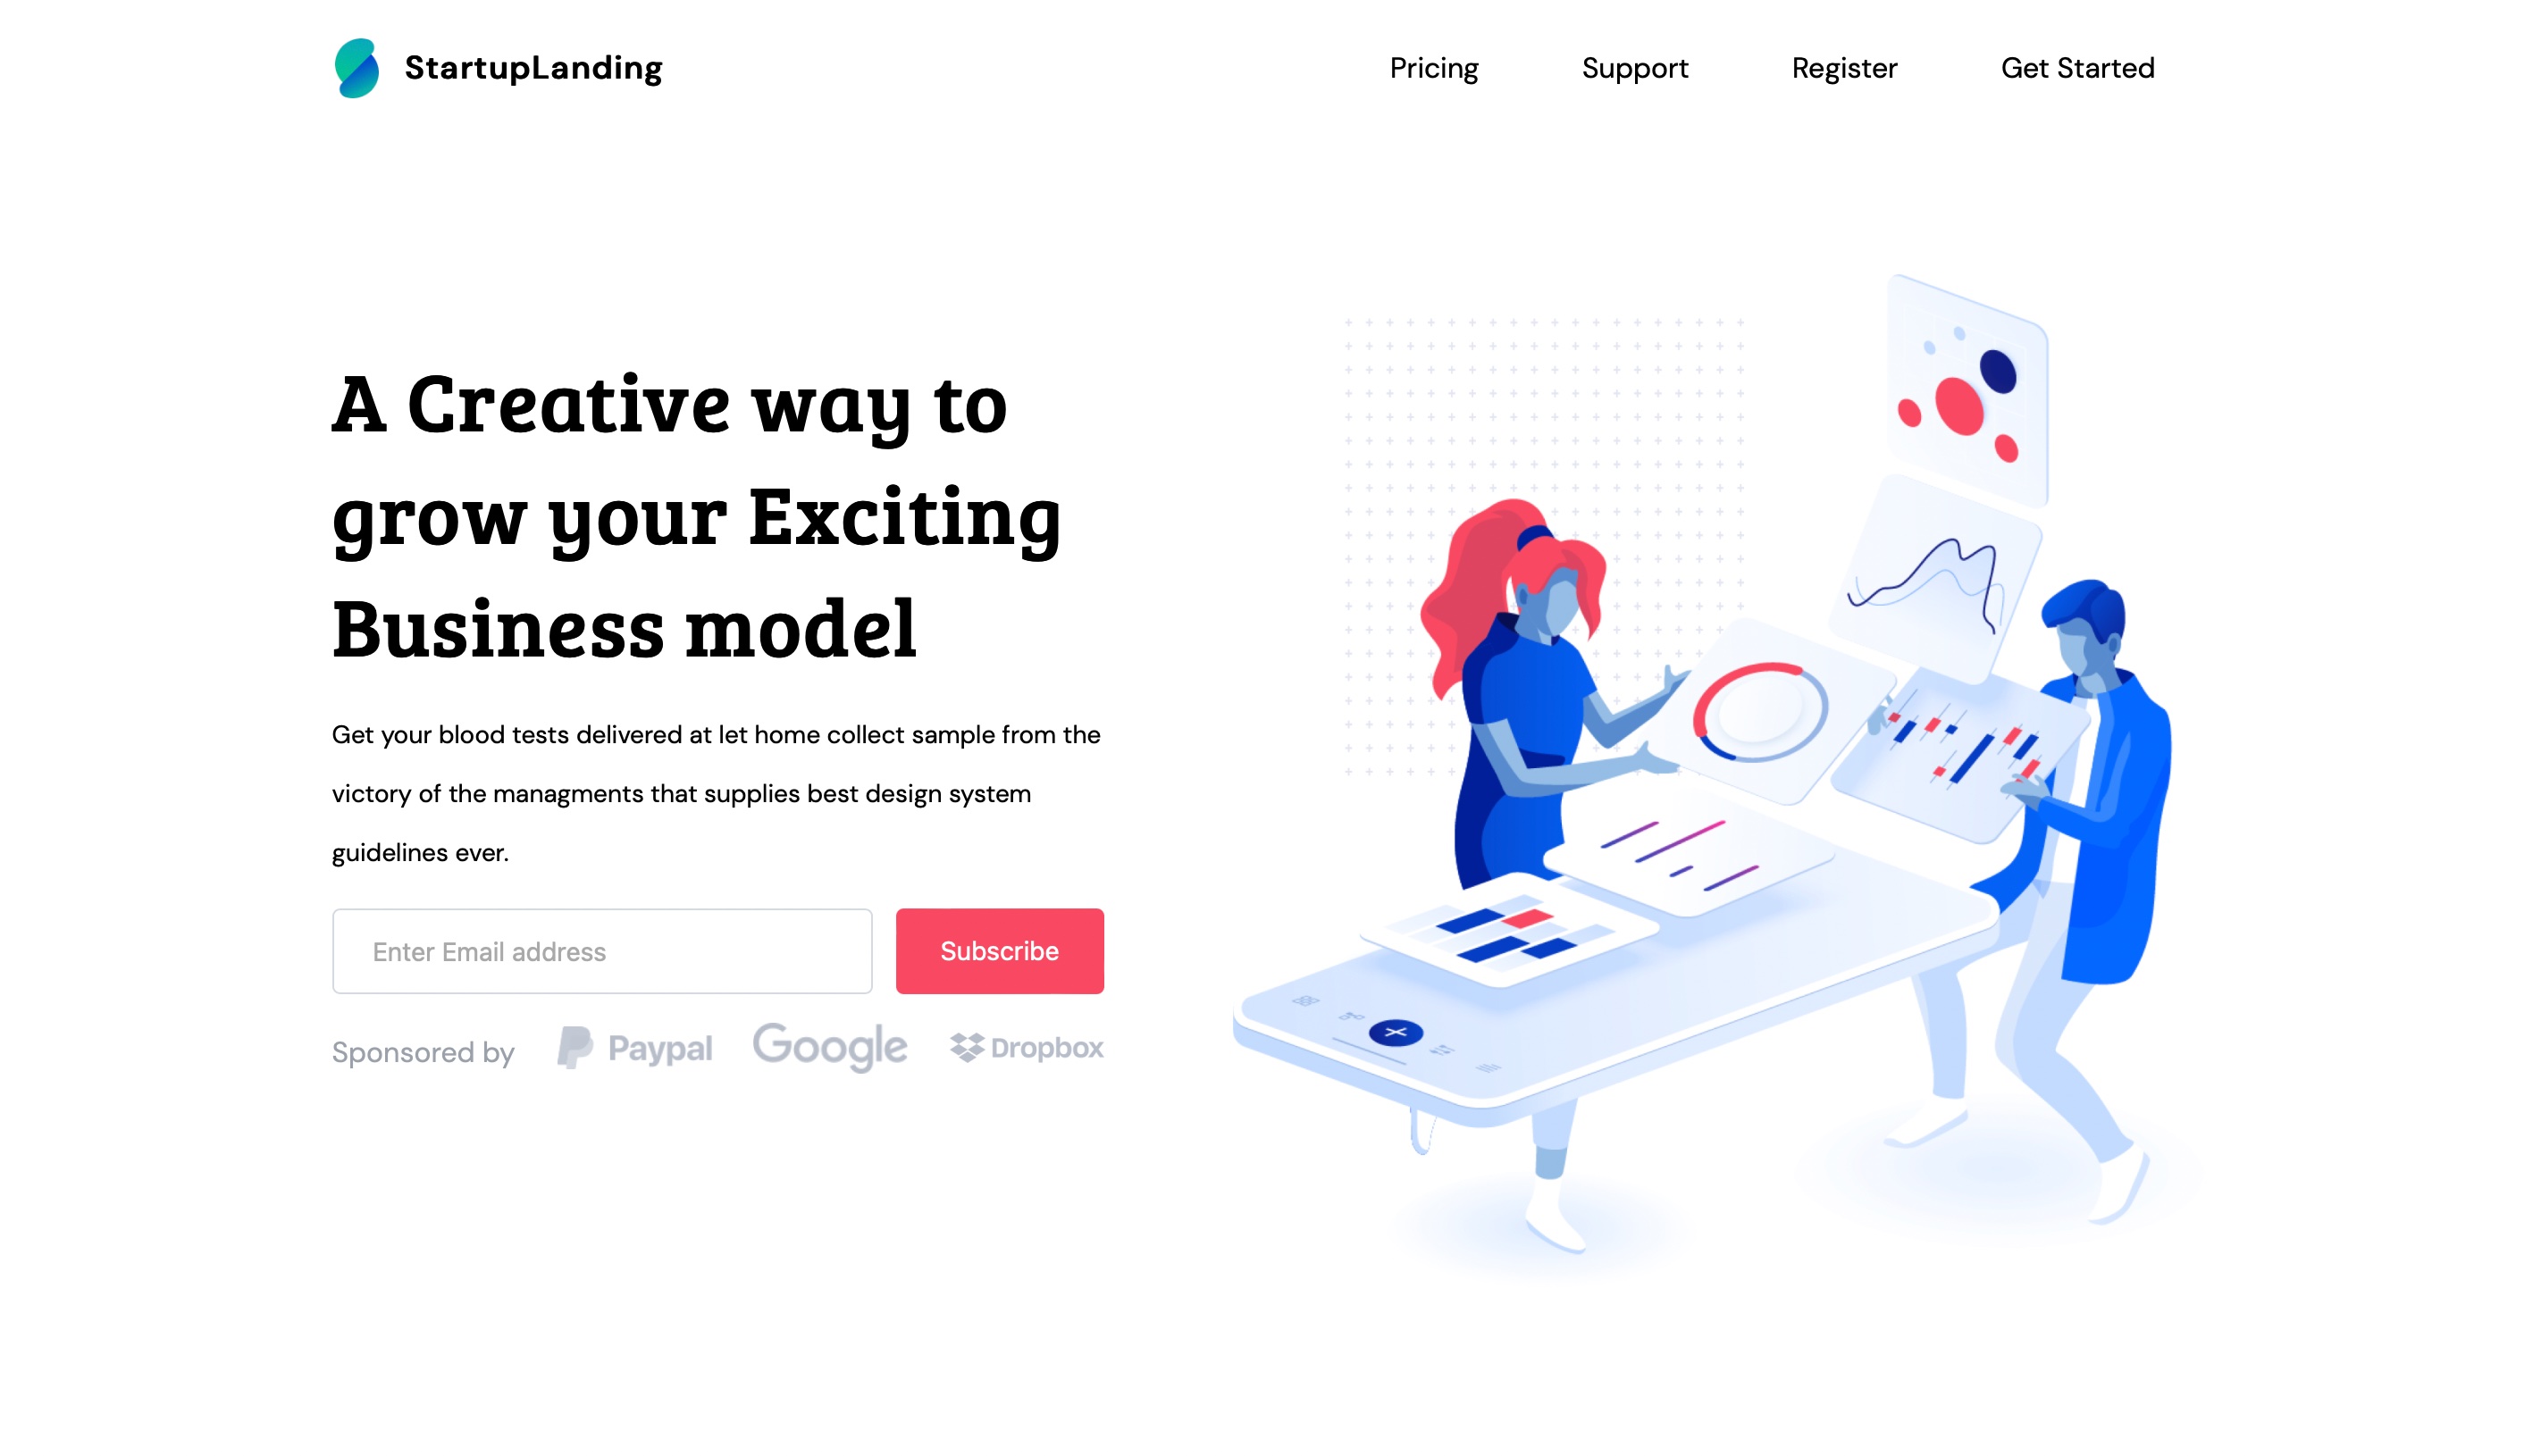 StartupLanding
Pricing Support Register Get Started
A Creative way to
grow your Exciting
Business model
Get your blood tests delivered at let home collect sample from the
victory of the managments that supplies best design system
guidelines ever.
Enter Email address Subscribe
Sponsored by Paypal Google Dropbox